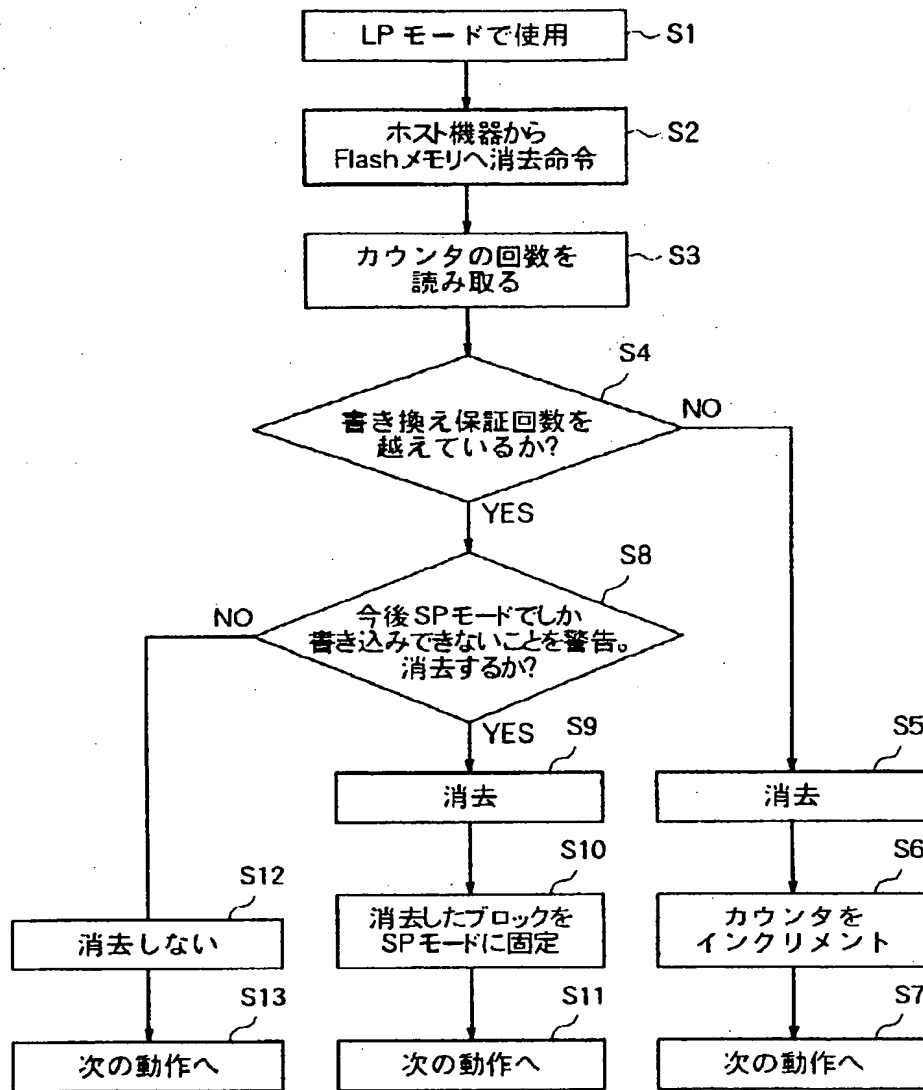 LPモードで使用
S1
ホスト機器から
Flashメモリへ消去命令
S2
カウンタの回数を
読み取る
S3
S4
書き換え保証回数を
越えているか?
NO
YES
S8
NO
今後SPモードでしか
書き込みできないことを警告。
消去するか?
YES
S9
消去
S5
消去
S10
消去したブロックを
SPモードに固定
S6
カウンタを
インクリメント
S12
消去しない
S13
次の動作へ
S11
次の動作へ
S7
次の動作へ